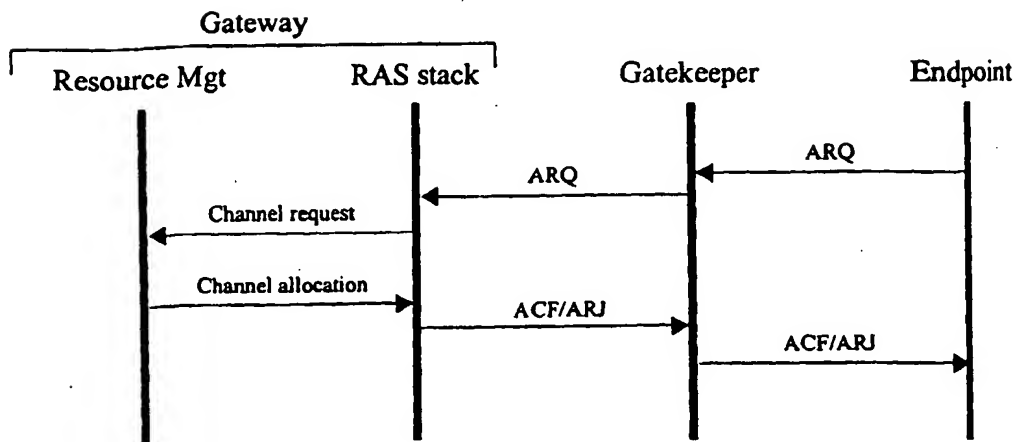 Gateway
Resource Mgt
RAS stack
Gatekeeper
Endpoint
ARQ
ARQ
Channel request
Channel allocation
ACF/ARJ
ACF/ARJ